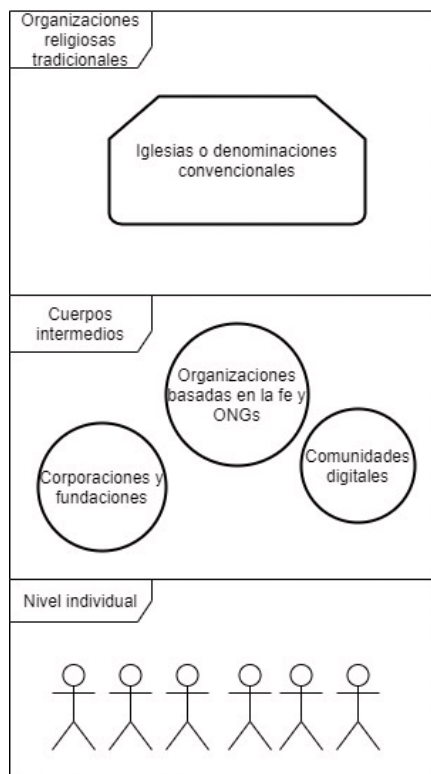 Organizaciones
religiosas
tradicionales
Iglesias o denominaciones
convencionales
Cuerpos
intermedios
Organizaciones
basadas en la fe y
ONGs
Corporaciones y
fundaciones
Comunidades
digitales
Nivel individual